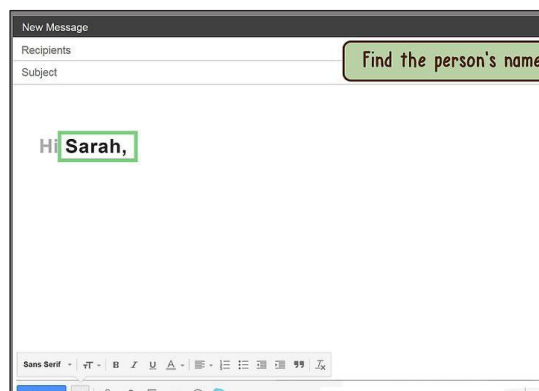 New Message
Recipients
Find the person's name
Subject
Hi Sarah,
Sans Serif